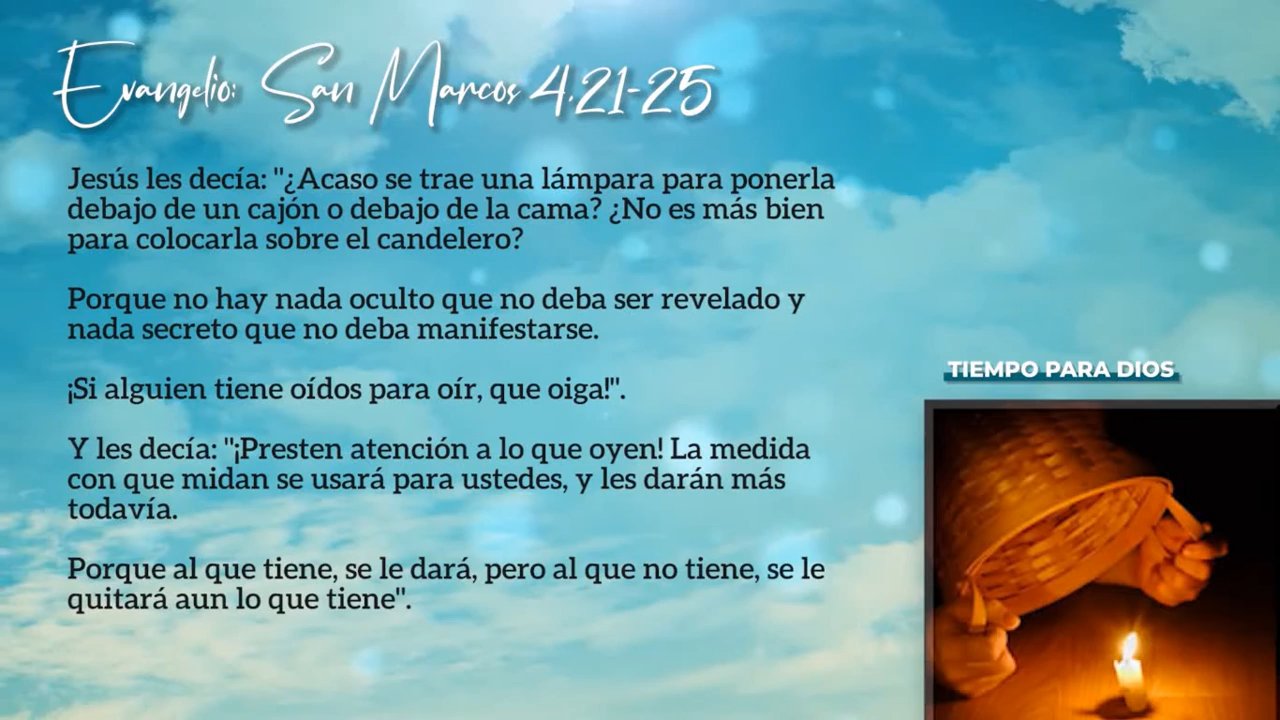 Evangelio: San Marcos 4,21-25
Jesús les decía: "¿Acaso se trae una lámpara para ponerla
debajo de un cajón o debajo de la cama? ¿No es más bien
para colocarla sobre el candelero?
Porque no hay nada oculto que no deba ser revelado y
nada secreto que no deba manifestarse.
¡Si alguien tiene oídos para oír, que oiga!".
Y les decía: "¡Presten atención a lo que oyen! La medida
con que midan se usará para ustedes, y les darán más
todavía.
Porque al que tiene, se le dará, pero al que no tiene, se le
quitará aun lo que tiene".
TIEMPO PARA DIOS